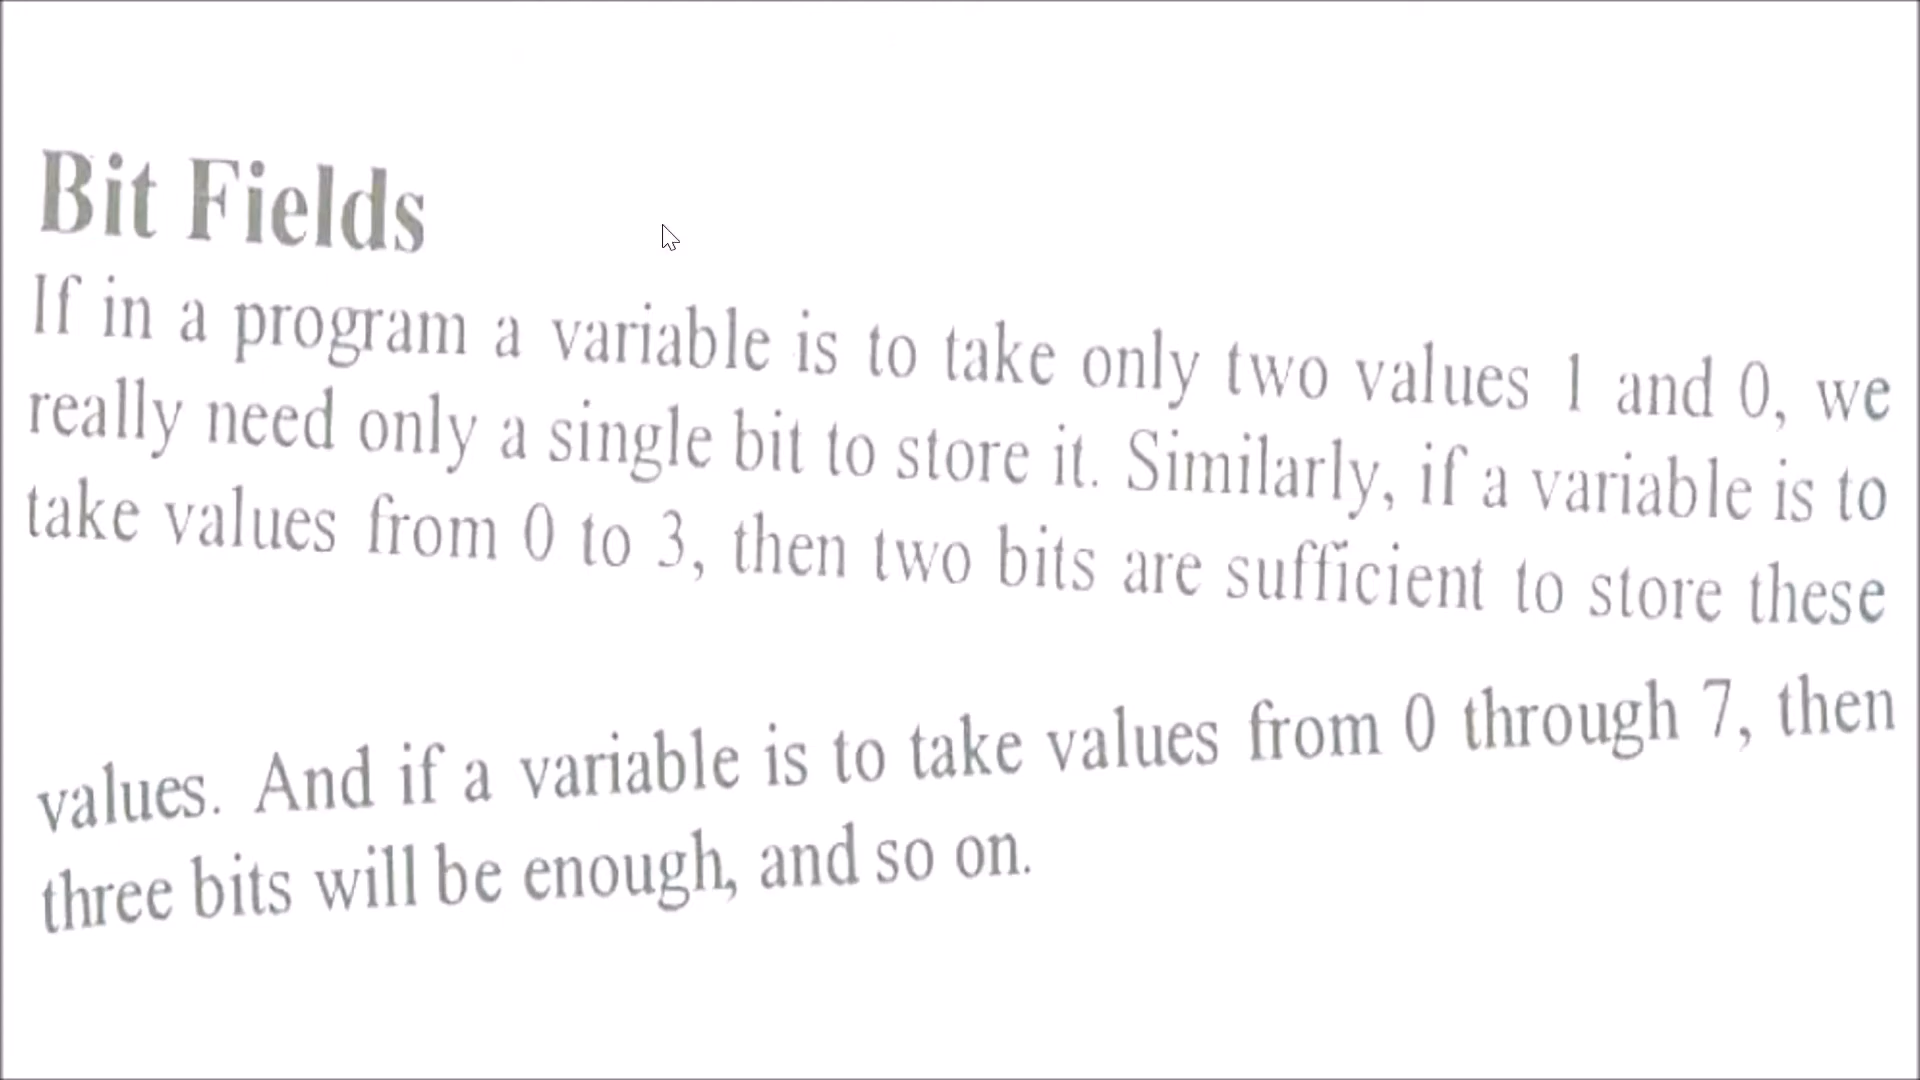 Bit Fields
If in a program a variable is to take only two values 1 and 0, we
really need only a single bit to store it. Similarly, if a variable is to
take values from 0 to 3, then two bits are sufficient to store these
values. And if a variable is to take values from 0 through 7, then
three bits will be enough, and so on.